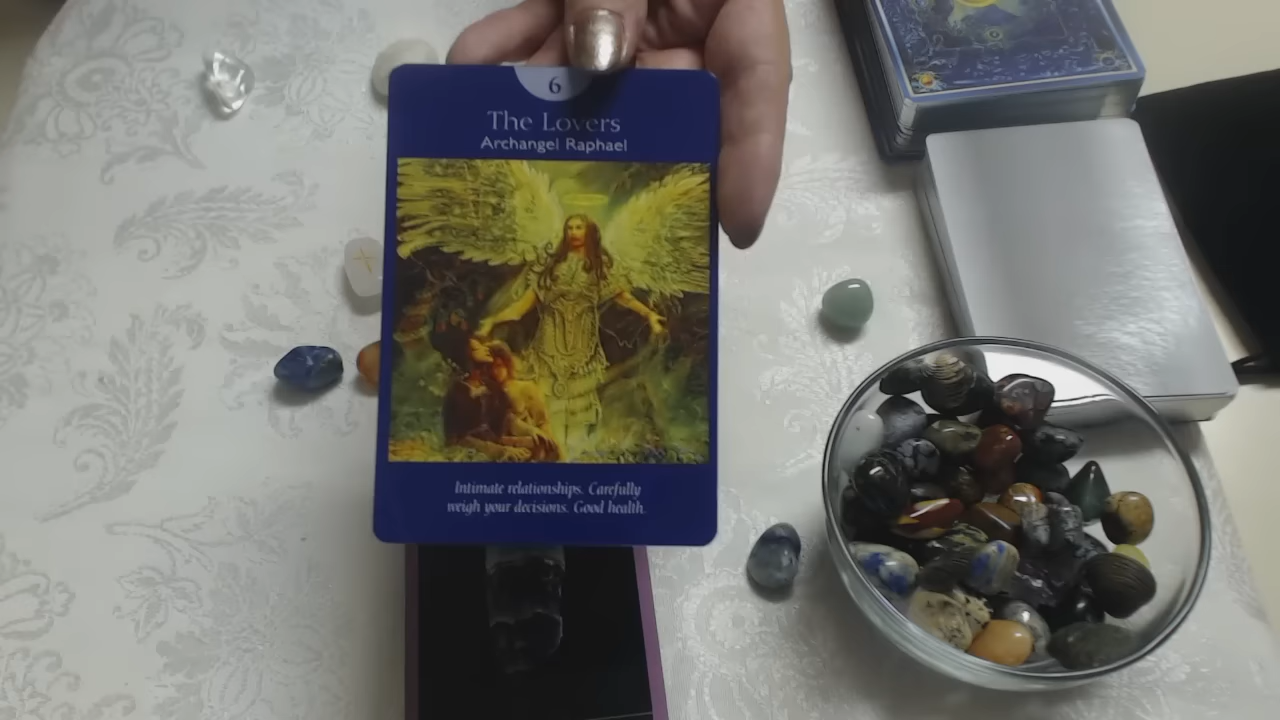 6
The Lovers
Archangel Raphael
Intimate relationships. Carefully
weigh your decisions. Good health.